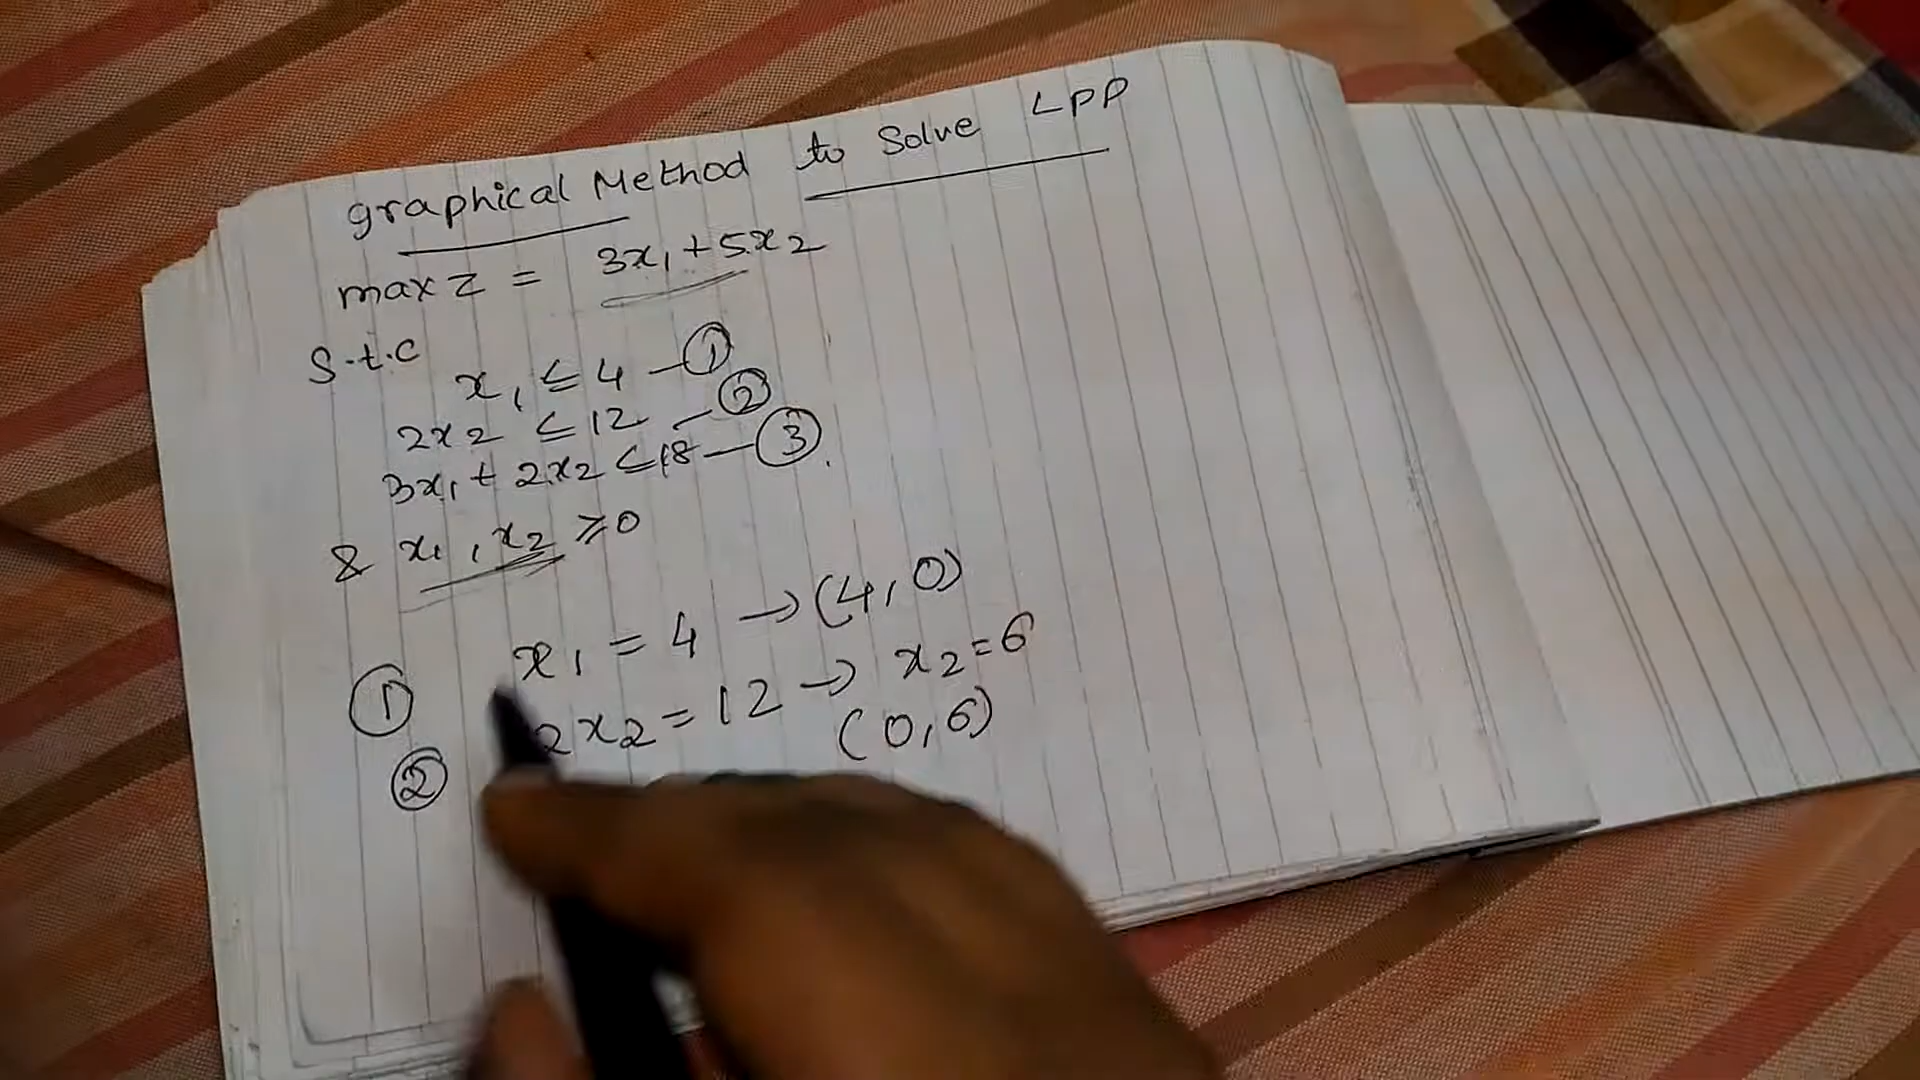 graphical Method to Solve LPP
max Z = 3x₁ + 5x₂
S.t.c
x₁ ≤ 4 — ①
2x₂ ≤ 12 — ②
3x₁ + 2x₂ ≤ 18 — ③
& x₁, x₂ ≥ 0
① x₁ = 4 → (4, 0)
② 2x₂ = 12 → x₂ = 6
(0, 6)